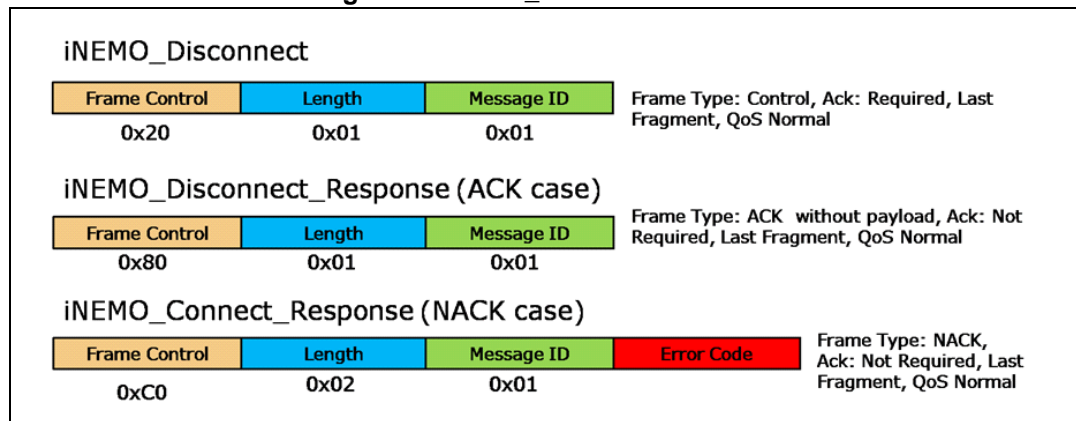 iNEMO_Disconnect
Frame Control Length Message ID
0x20 0x01 0x01
Frame Type: Control, Ack: Required, Last
Fragment, QoS Normal
iNEMO_Disconnect_Response (ACK case)
Frame Control Length Message ID
0x80 0x01 0x01
Frame Type: ACK without payload, Ack: Not
Required, Last Fragment, QoS Normal
iNEMO_Connect_Response (NACK case)
Frame Control Length Message ID Error Code
0xC0 0x02 0x01
Frame Type: NACK,
Ack: Not Required, Last
Fragment, QoS Normal